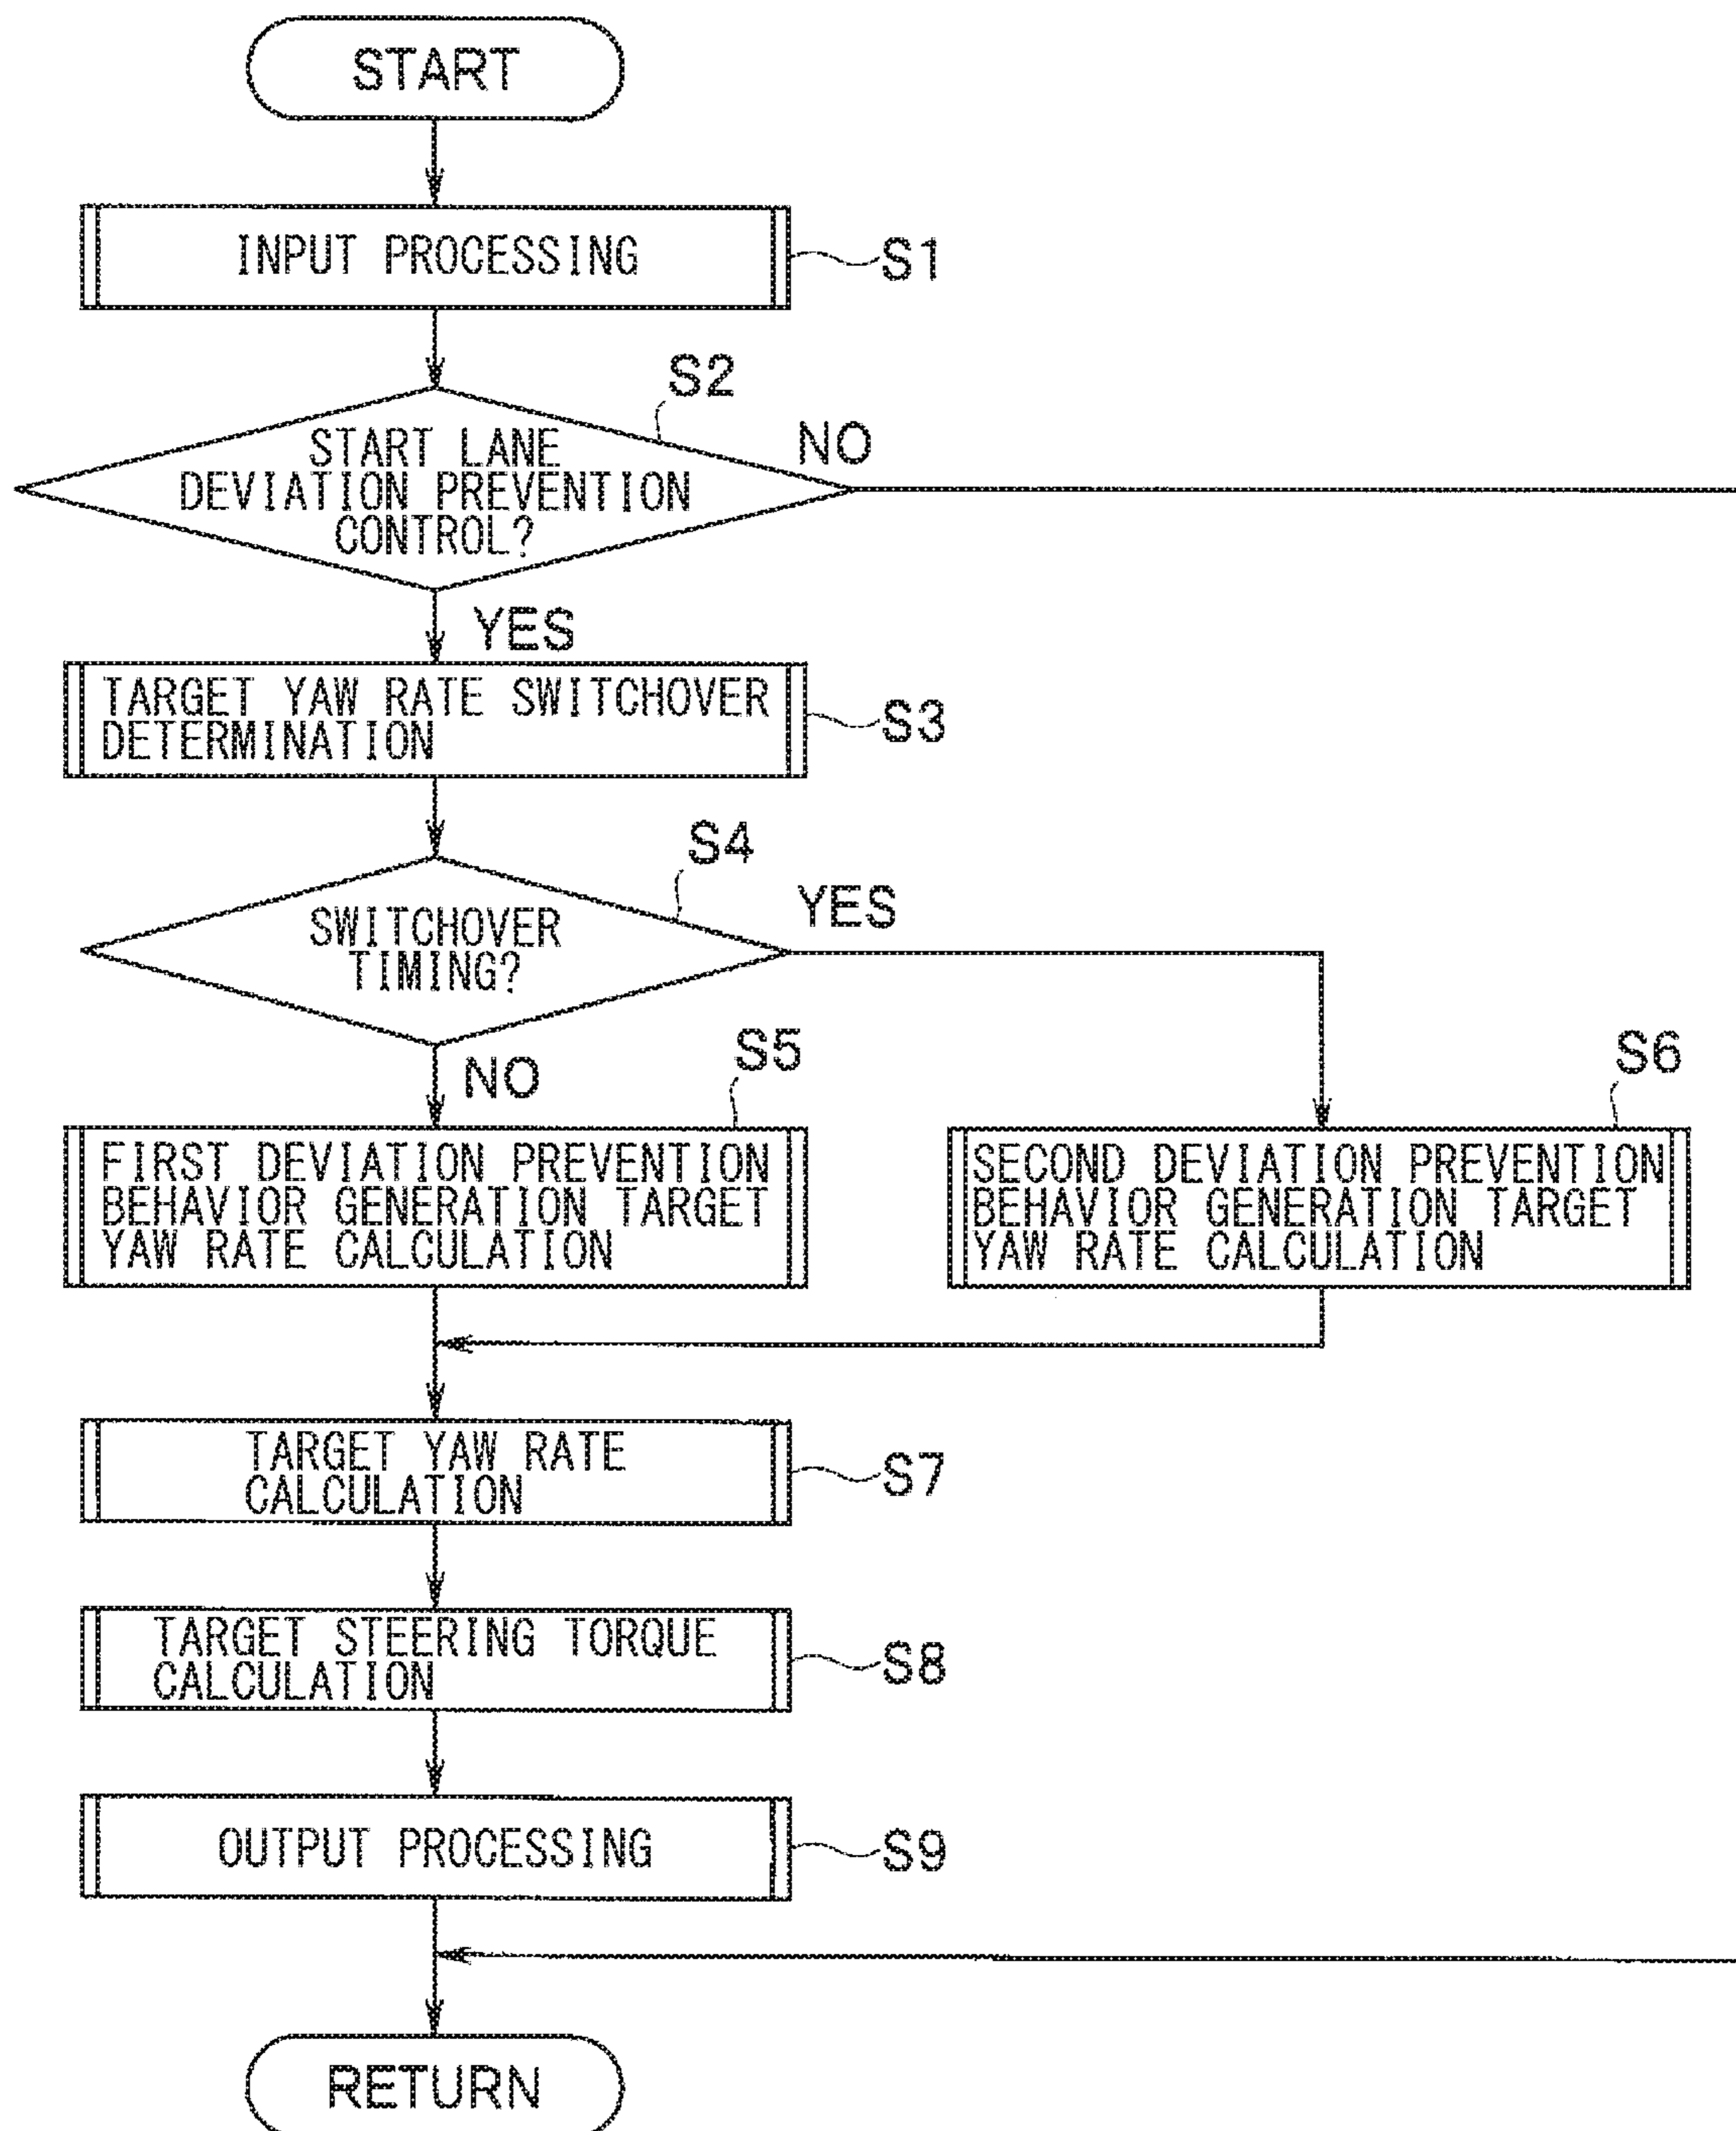 START
INPUT PROCESSING
S1
S2
START LANE
DEVIATION PREVENTION
CONTROL?
NO
YES
TARGET YAW RATE SWITCHOVER
DETERMINATION
S3
S4
SWITCHOVER
TIMING?
YES
NO
S5
FIRST DEVIATION PREVENTION
BEHAVIOR GENERATION TARGET
YAW RATE CALCULATION
S6
SECOND DEVIATION PREVENTION
BEHAVIOR GENERATION TARGET
YAW RATE CALCULATION
TARGET YAW RATE
CALCULATION
S7
TARGET STEERING TORQUE
CALCULATION
S8
OUTPUT PROCESSING
S9
RETURN